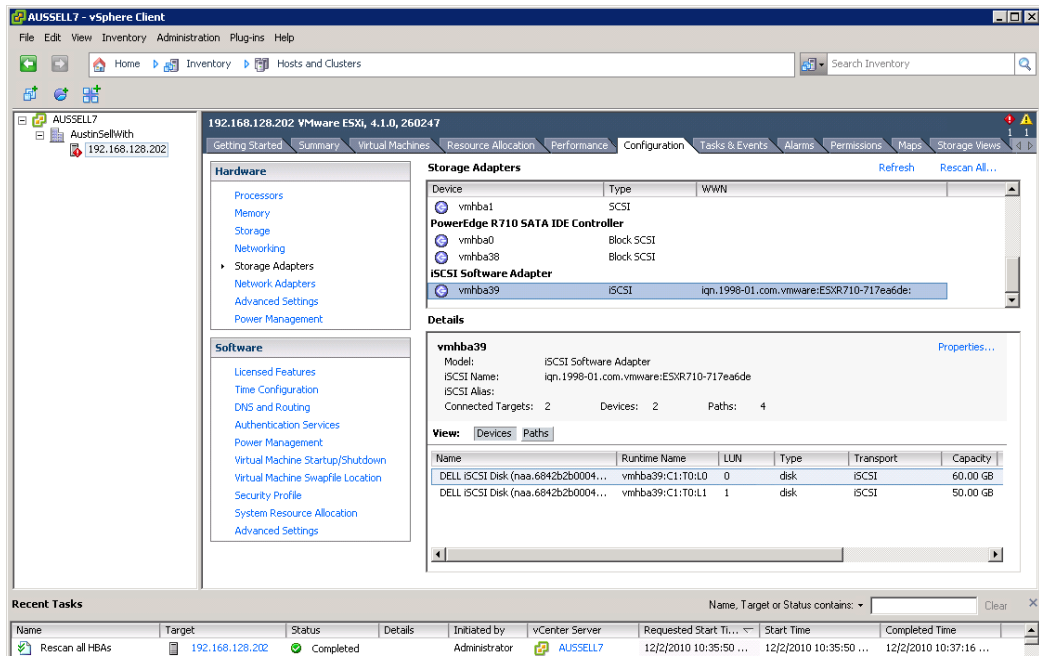 AUSSELL7 - vSphere Client
File Edit View Inventory Administration Plug-ins Help
Home Inventory Hosts and Clusters Search Inventory
AUSSELL7
AustinSellWith
192.168.128.202
192.168.128.202 VMware ESXi, 4.1.0, 260247
1 1
Getting Started Summary Virtual Machines Resource Allocation Performance Configuration Tasks & Events Alarms Permissions Maps Storage Views
Hardware
Processors
Memory
Storage
Networking
Storage Adapters
Network Adapters
Advanced Settings
Power Management
Software
Licensed Features
Time Configuration
DNS and Routing
Authentication Services
Power Management
Virtual Machine Startup/Shutdown
Virtual Machine Swapfile Location
Security Profile
System Resource Allocation
Advanced Settings
Storage Adapters Refresh Rescan All...
Device Type WWN
vmhba1 SCSI
PowerEdge R710 SATA IDE Controller
vmhba0 Block SCSI
vmhba38 Block SCSI
iSCSI Software Adapter
vmhba39 iSCSI iqn.1998-01.com.vmware:ESXR710-717ea6de:
Details
vmhba39 Properties...
Model: iSCSI Software Adapter
iSCSI Name: iqn.1998-01.com.vmware:ESXR710-717ea6de
iSCSI Alias:
Connected Targets: 2 Devices: 2 Paths: 4
View: Devices Paths
Name Runtime Name LUN Type Transport Capacity
DELL iSCSI Disk (naa.6842b2b0004... vmhba39:C1:T0:L0 0 disk iSCSI 60.00 GB
DELL iSCSI Disk (naa.6842b2b0004... vmhba39:C1:T0:L1 1 disk iSCSI 50.00 GB
Recent Tasks Name, Target or Status contains: Clear
Name Target Status Details Initiated by vCenter Server Requested Start Ti... Start Time Completed Time
Rescan all HBAs 192.168.128.202 Completed Administrator AUSSELL7 12/2/2010 10:35:50 ... 12/2/2010 10:35:50 ... 12/2/2010 10:37:16 ...